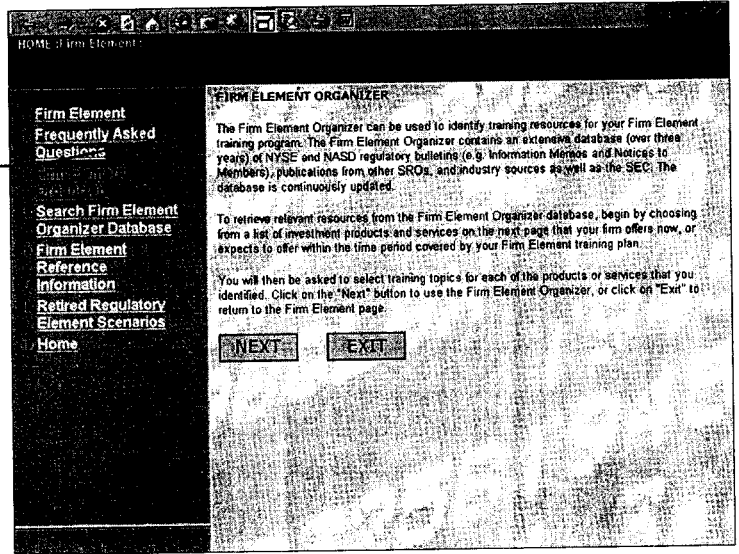 HOME :Firm Element :
Firm Element
Frequently Asked
Questions
Search Firm Element
Organizer Database
Firm Element
Reference
Information
Retired Regulatory
Element Scenarios
Home
FIRM ELEMENT ORGANIZER
The Firm Element Organizer can be used to identify training resources for your Firm Element
training program. The Firm Element Organizer contains an extensive database (over three
years) of NYSE and NASD regulatory bulletins (e.g. Information Memos and Notices to
Members), publications from other SROs, and industry sources as well as the SEC. The
database is continuously updated.
To retrieve relevant resources from the Firm Element Organizer database, begin by choosing
from a list of investment products and services on the next page that your firm offers now, or
expects to offer within the time period covered by your Firm Element training plan.
You will then be asked to select training topics for each of the products or services that you
identified. Click on the "Next" button to use the Firm Element Organizer, or click on "Exit" to
return to the Firm Element page.
NEXT EXIT